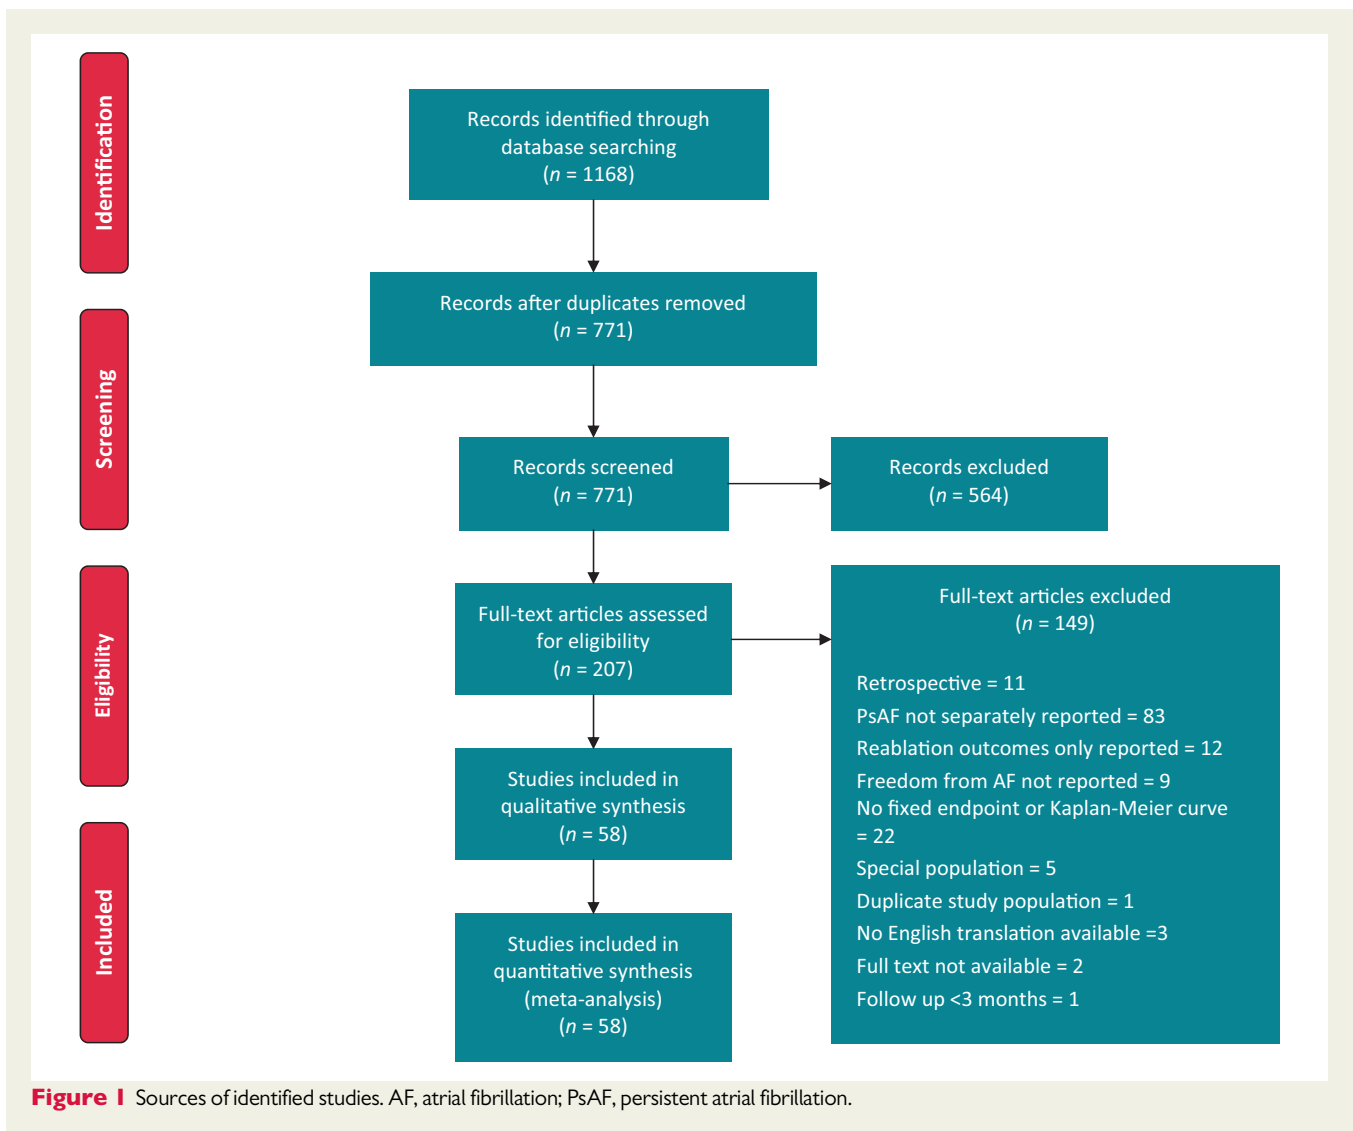 Identification
Records identified through
database searching
(n = 1168)
Records after duplicates removed
(n = 771)
Screening
Records screened
(n = 771)
Records excluded
(n = 564)
Eligibility
Full-text articles assessed
for eligibility
(n = 207)
Full-text articles excluded
(n = 149)
Retrospective = 11
PsAF not separately reported = 83
Reablation outcomes only reported = 12
Freedom from AF not reported = 9
No fixed endpoint or Kaplan-Meier curve
= 22
Special population = 5
Duplicate study population = 1
No English translation available =3
Full text not available = 2
Follow up <3 months = 1
Studies included in
qualitative synthesis
(n = 58)
Included
Studies included in
quantitative synthesis
(meta-analysis)
(n = 58)
Figure 1 Sources of identified studies. AF, atrial fibrillation; PsAF, persistent atrial fibrillation.